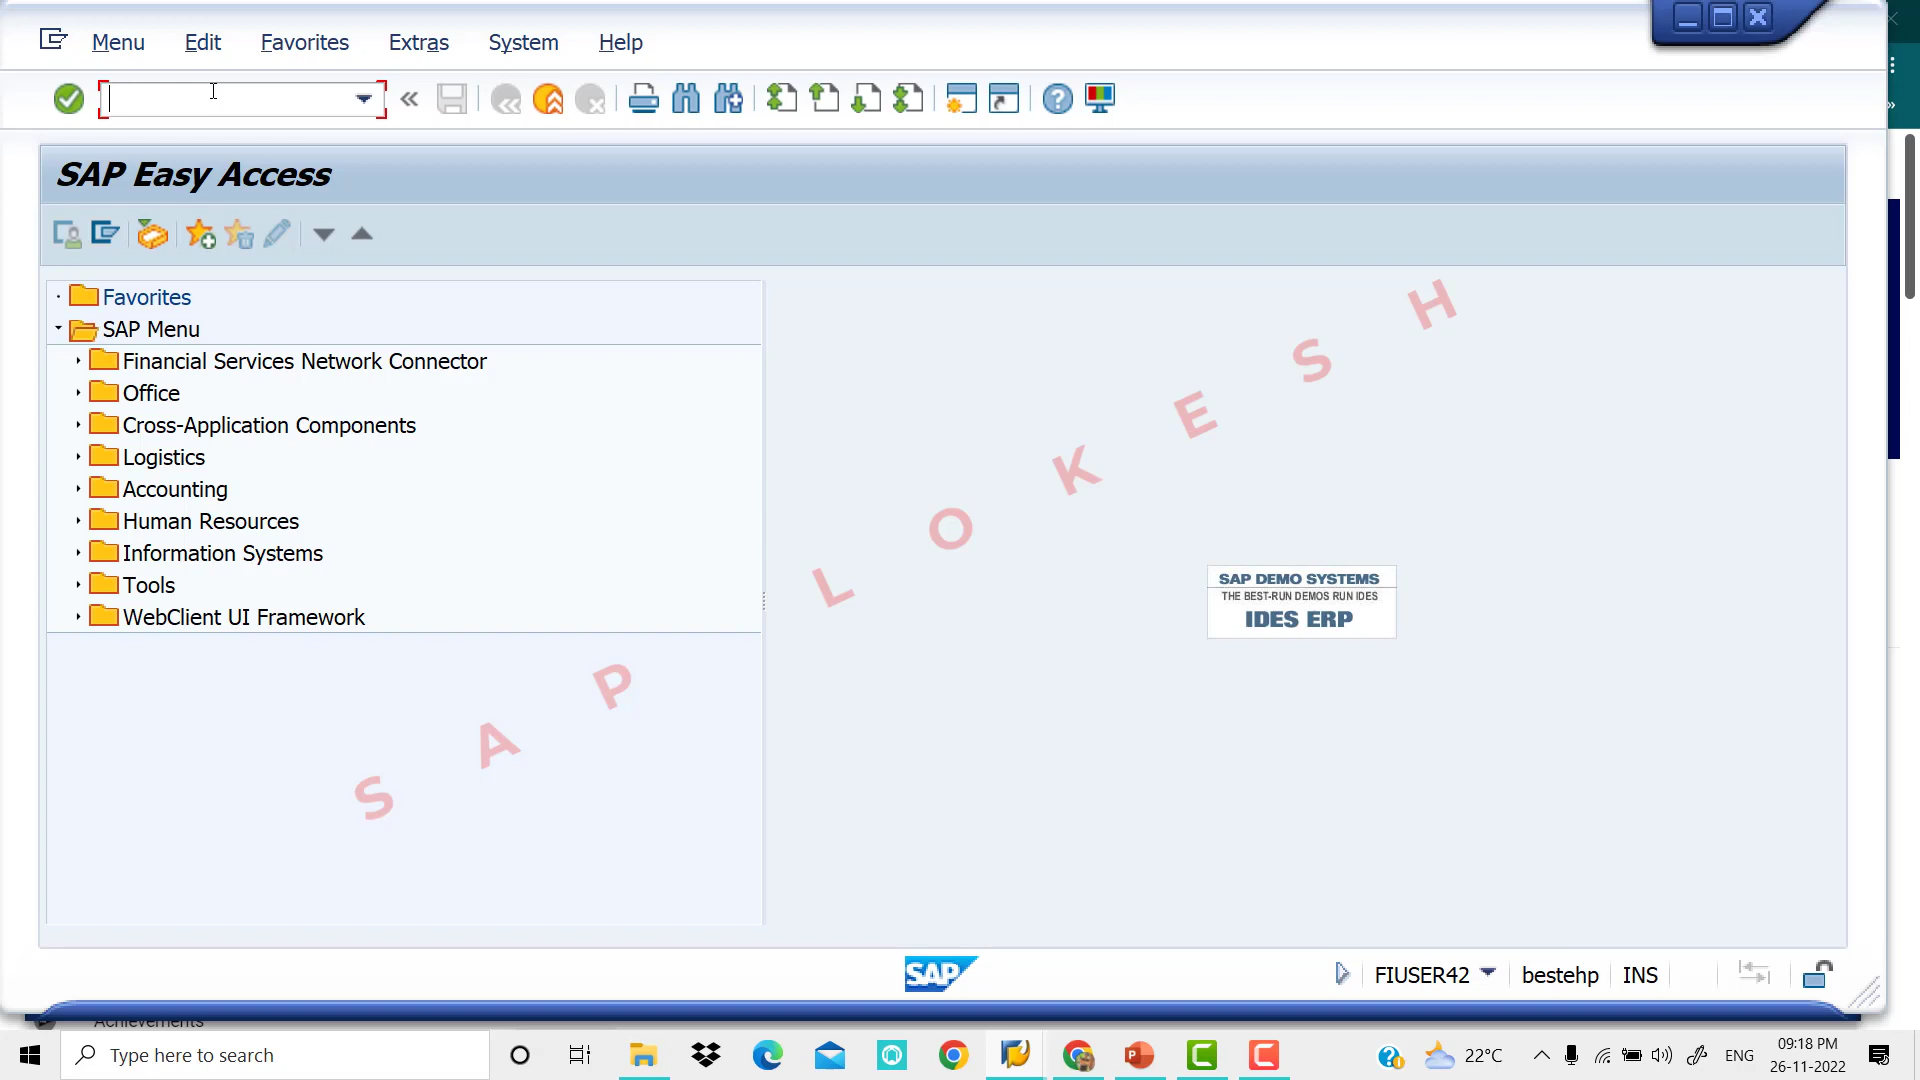 Menu Edit Favorites Extras System Help
SAP Easy Access
Favorites
SAP Menu
Financial Services Network Connector
Office
Cross-Application Components
Logistics
Accounting
Human Resources
Information Systems
Tools
WebClient UI Framework
SAP LOKESH
SAP DEMO SYSTEMS
THE BEST-RUN DEMOS RUN IDES
IDES ERP
SAP
FIUSER42 bestehp INS
Achievements
Type here to search
22°C
ENG
09:18 PM
26-11-2022